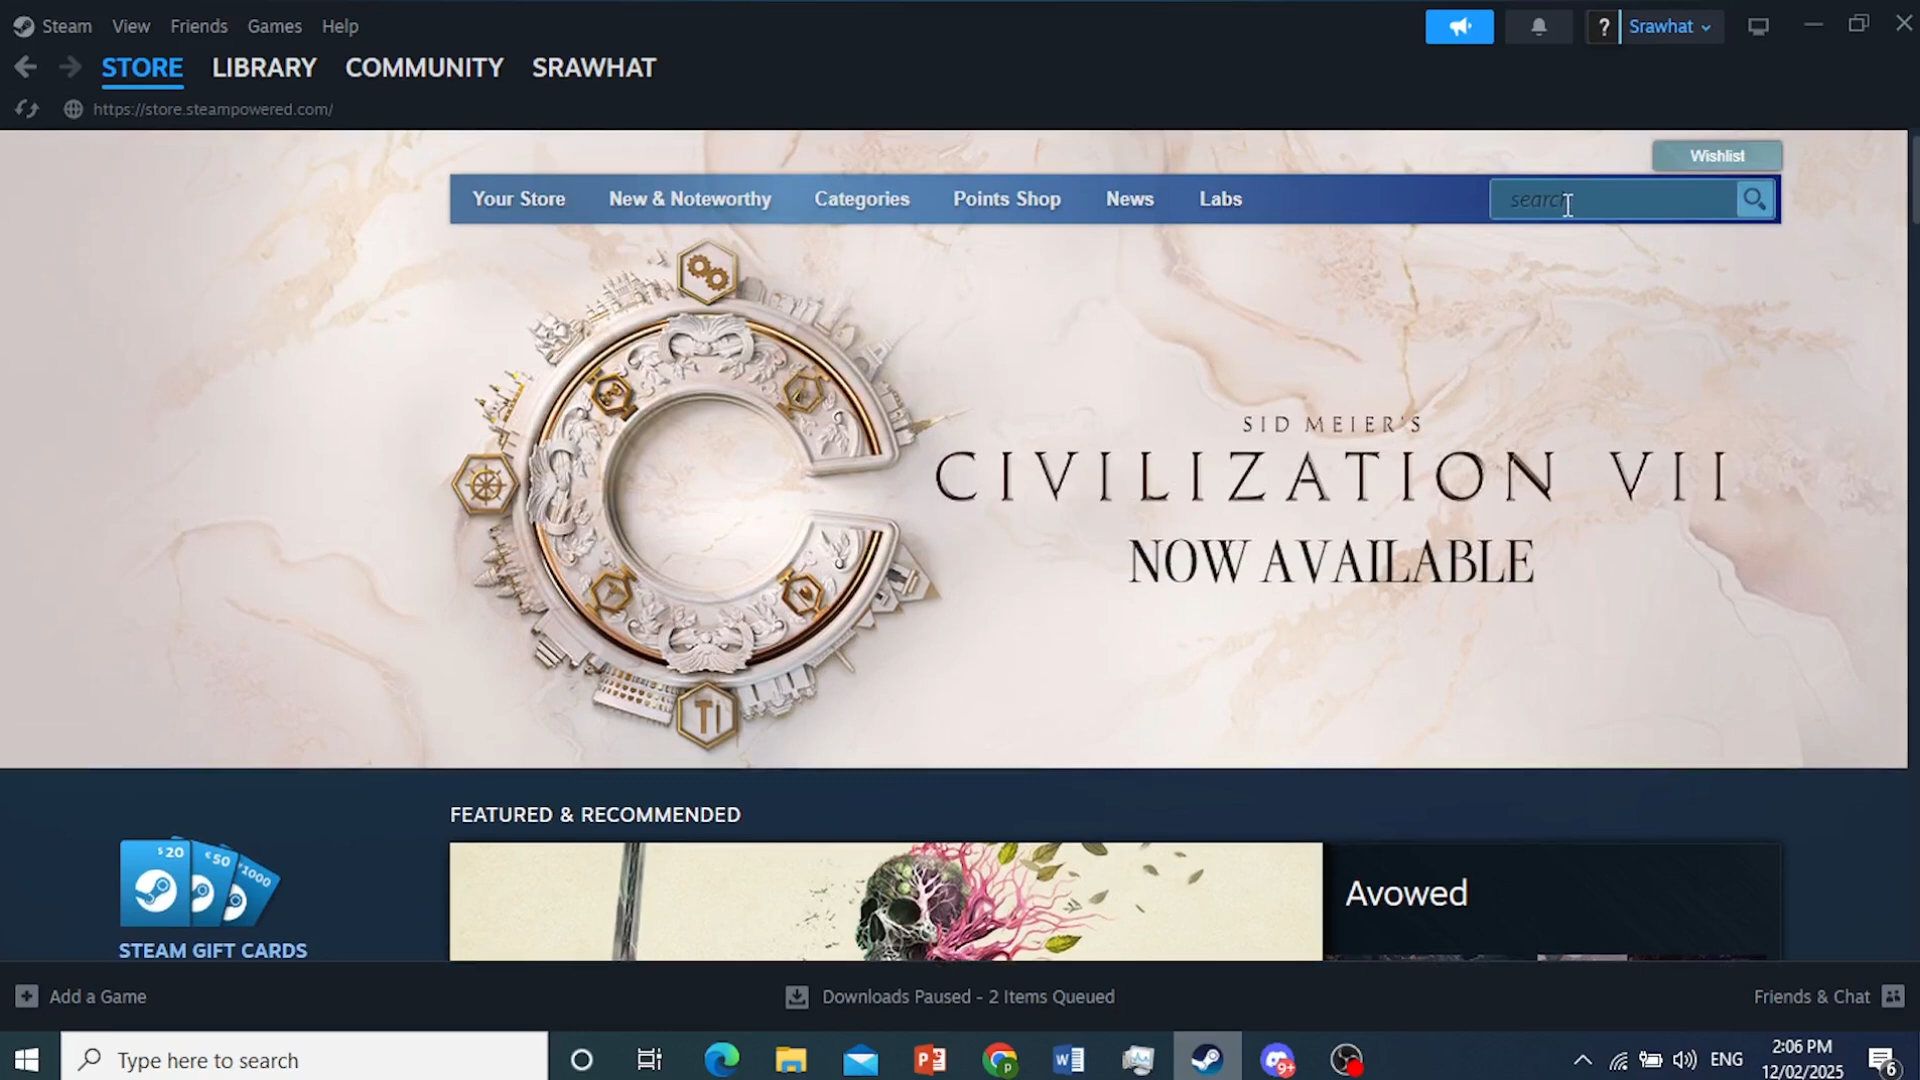 Steam View Friends Games Help
? Srawhat
STORE LIBRARY COMMUNITY SRAWHAT
https://store.steampowered.com/
Wishlist
Your Store New & Noteworthy Categories Points Shop News Labs search
SID MEIER'S
CIVILIZATION VII
NOW AVAILABLE
FEATURED & RECOMMENDED
$20 €50 ¥1000
Avowed
STEAM GIFT CARDS
Add a Game Downloads Paused - 2 Items Queued Friends & Chat
Type here to search
9+
ENG
2:06 PM
12/02/2025
6